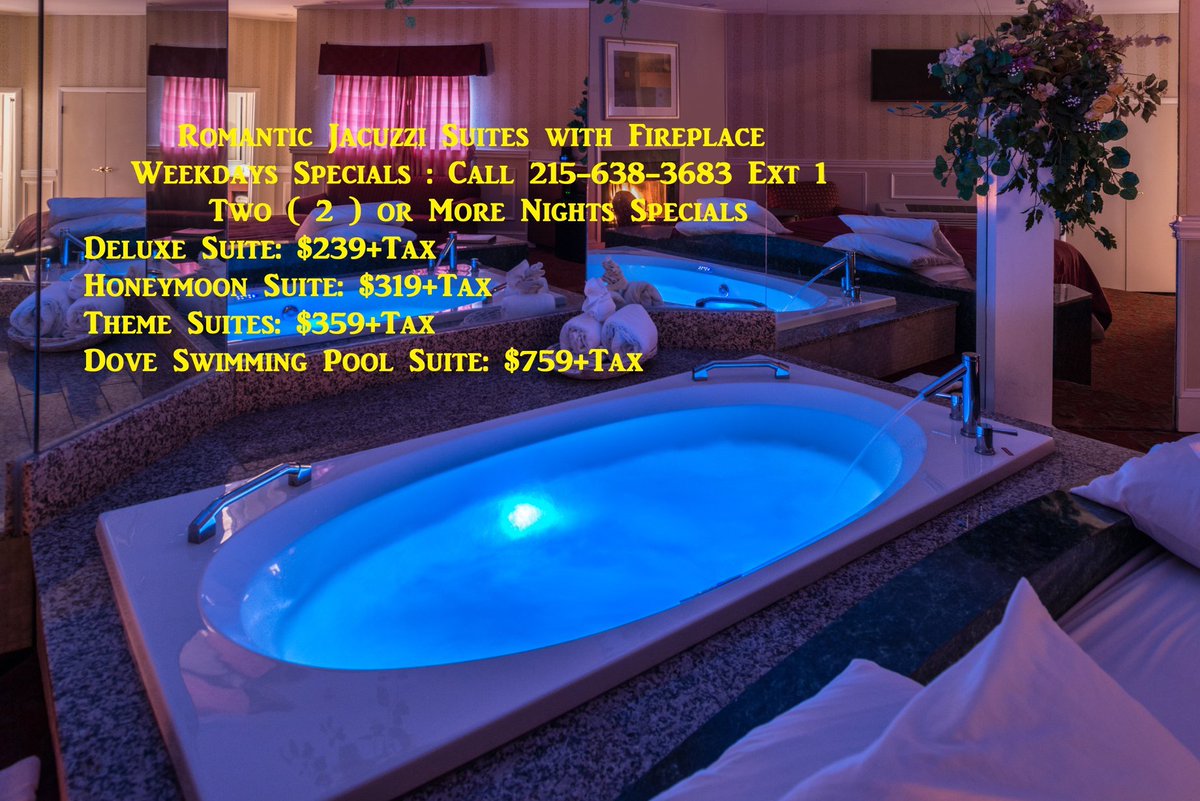 Romantic Jacuzzi Suites with Fireplace
Weekdays Specials : Call 215-638-3683 Ext 1
Two ( 2 ) or More Nights Specials
Deluxe Suite: $239+Tax
Honeymoon Suite: $319+Tax
Theme Suites: $359+Tax
Dove Swimming Pool Suite: $759+Tax